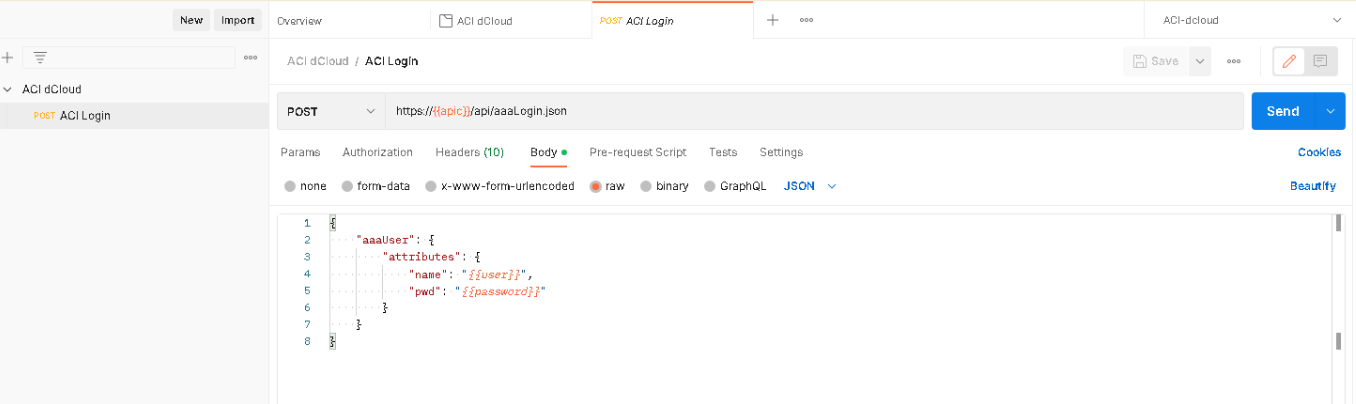 New Import Overview ACI dCloud POST ACI Login ACI-dcloud
ACI dCloud / ACI Login Save
ACI dCloud
POST ACI Login
POST https://{{apic}}/api/aaaLogin.json Send
Params Authorization Headers (10) Body Pre-request Script Tests Settings Cookies
none form-data x-www-form-urlencoded raw binary GraphQL JSON Beautify
1 {
2 "aaaUser": {
3 "attributes": {
4 "name": "{{user}}",
5 "pwd": "{{password}}"
6 }
7 }
8 }